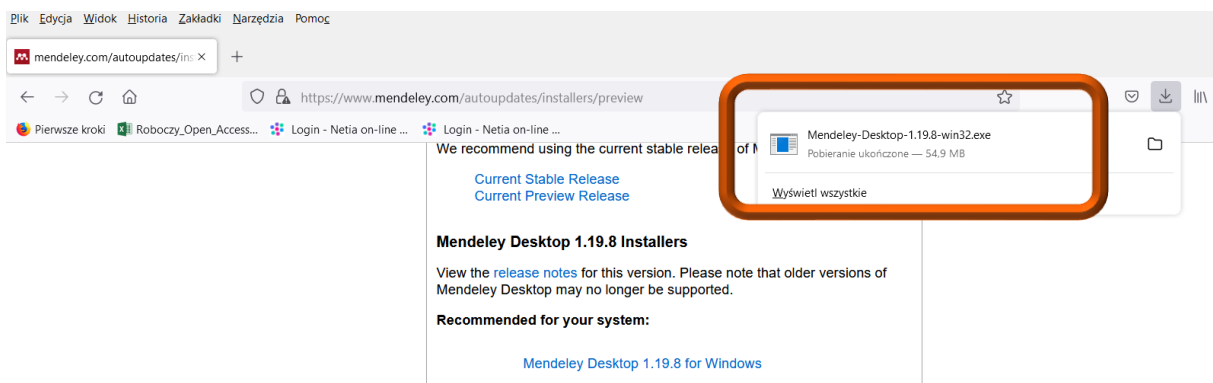 Plik Edycja Widok Historia Zakładki Narzędzia Pomoc
mendeley.com/autoupdates/ins
https://www.mendeley.com/autoupdates/installers/preview
Pierwsze kroki Roboczy_Open_Access... Login - Netia on-line ... Login - Netia on-line ...
Mendeley-Desktop-1.19.8-win32.exe
Pobieranie ukończone — 54,9 MB
Wyświetl wszystkie
We recommend using the current stable release of M
Current Stable Release
Current Preview Release
Mendeley Desktop 1.19.8 Installers
View the release notes for this version. Please note that older versions of
Mendeley Desktop may no longer be supported.
Recommended for your system:
Mendeley Desktop 1.19.8 for Windows